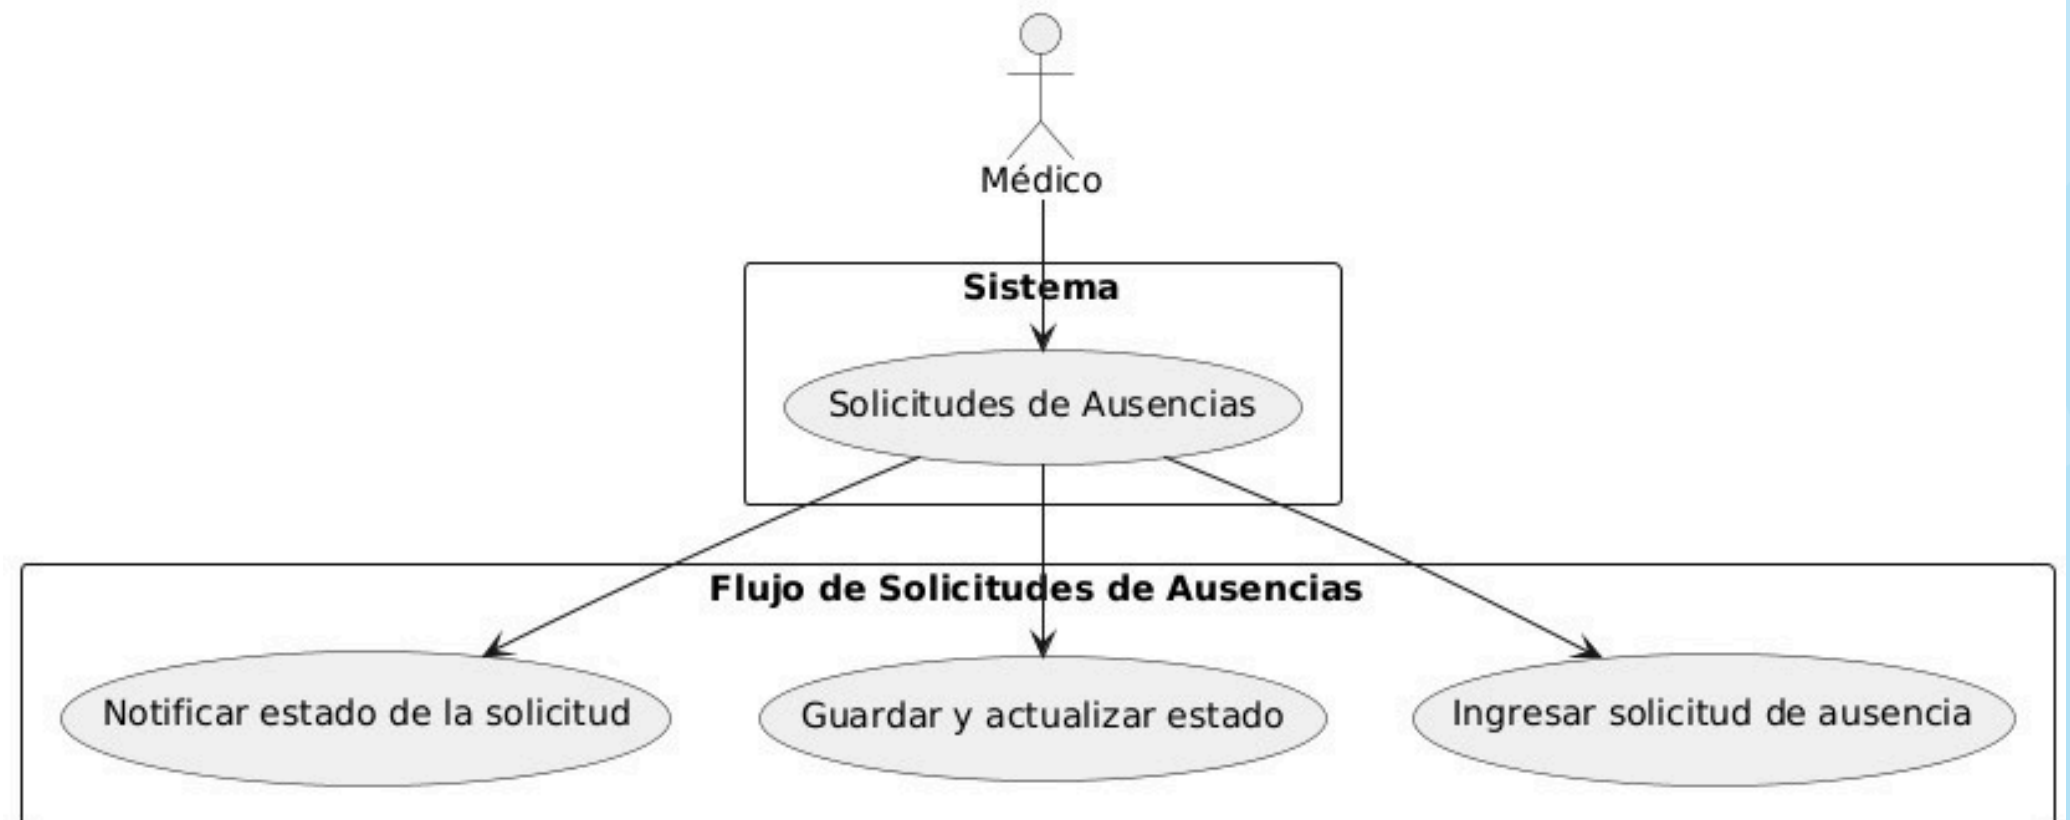 Médico
Sistema
Solicitudes de Ausencias
Flujo de Solicitudes de Ausencias
Notificar estado de la solicitud
Guardar y actualizar estado
Ingresar solicitud de ausencia